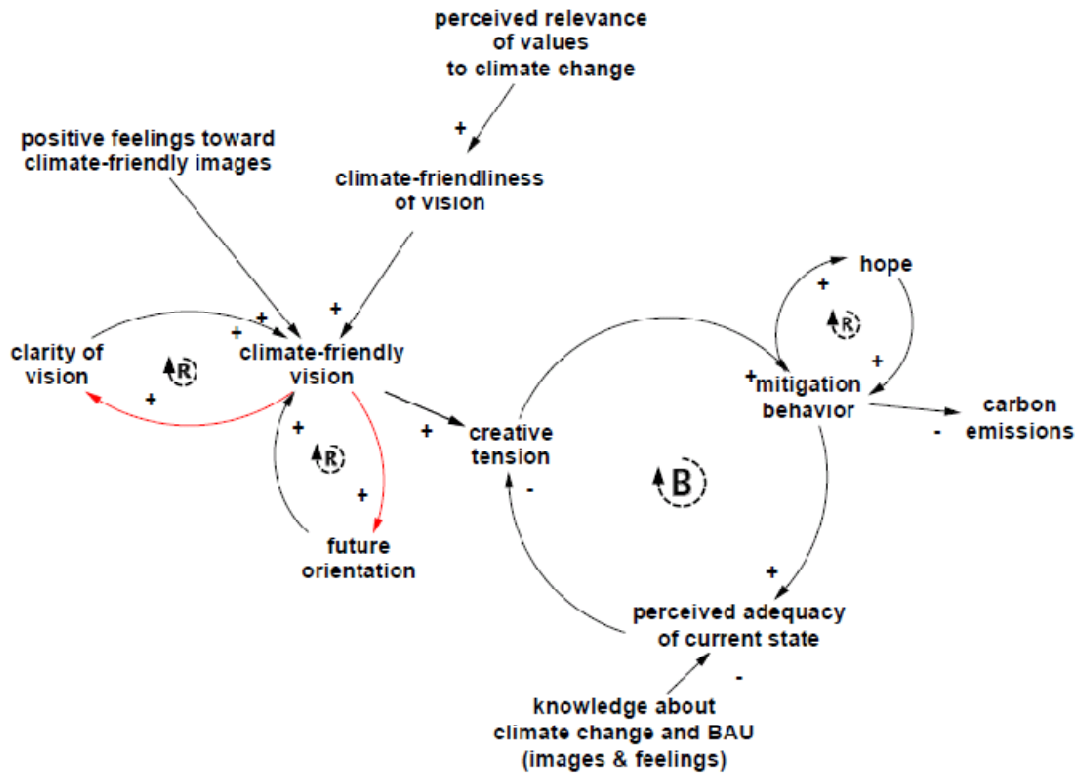 perceived relevance
of values
to climate change
+
positive feelings toward
climate-friendly images
climate-friendliness
of vision
hope
+
R
+
+
+
+
clarity of
vision
R
+
climate-friendly
vision
+
mitigation
behavior
carbon
emissions
-
+
R
+
+
creative
tension
-
B
future
orientation
+
perceived adequacy
of current state
-
knowledge about
climate change and BAU
(images & feelings)